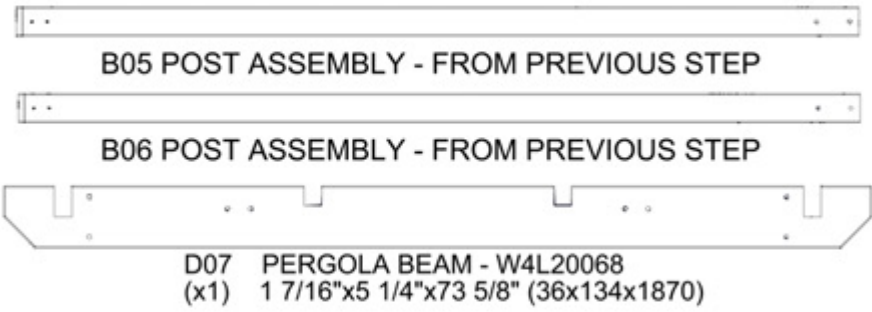 B05 POST ASSEMBLY - FROM PREVIOUS STEP
B06 POST ASSEMBLY - FROM PREVIOUS STEP
D07 PERGOLA BEAM - W4L20068
(x1) 1 7/16"x5 1/4"x73 5/8" (36x134x1870)